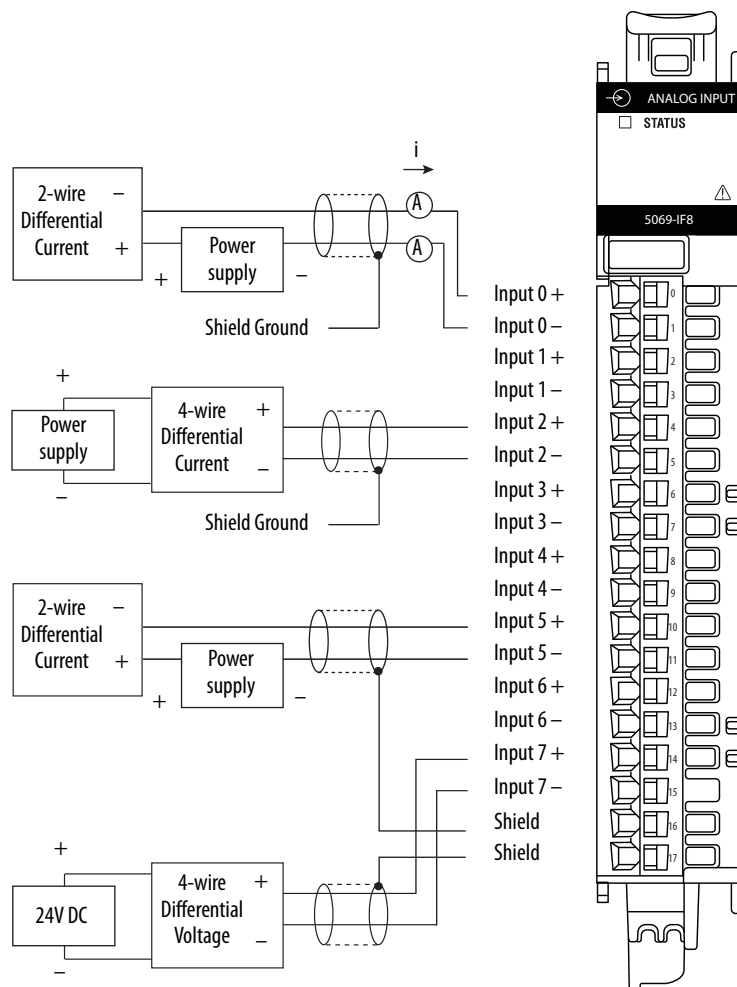 ANALOG INPUT
STATUS
5069-IF8
i
A
A
2-wire
Differential
Current
−
+
+
Power
supply
−
Shield Ground
+
Power
supply
−
4-wire
Differential
Current
+
−
Shield Ground
2-wire
Differential
Current
−
+
+
Power
supply
−
+
24V DC
−
4-wire
Differential
Voltage
+
−
Input 0 +
Input 0 −
Input 1 +
Input 1 −
Input 2 +
Input 2 −
Input 3 +
Input 3 −
Input 4 +
Input 4 −
Input 5 +
Input 5 −
Input 6 +
Input 6 −
Input 7 +
Input 7 −
Shield
Shield
0
1
2
3
4
5
6
7
8
9
10
11
12
13
14
15
16
17